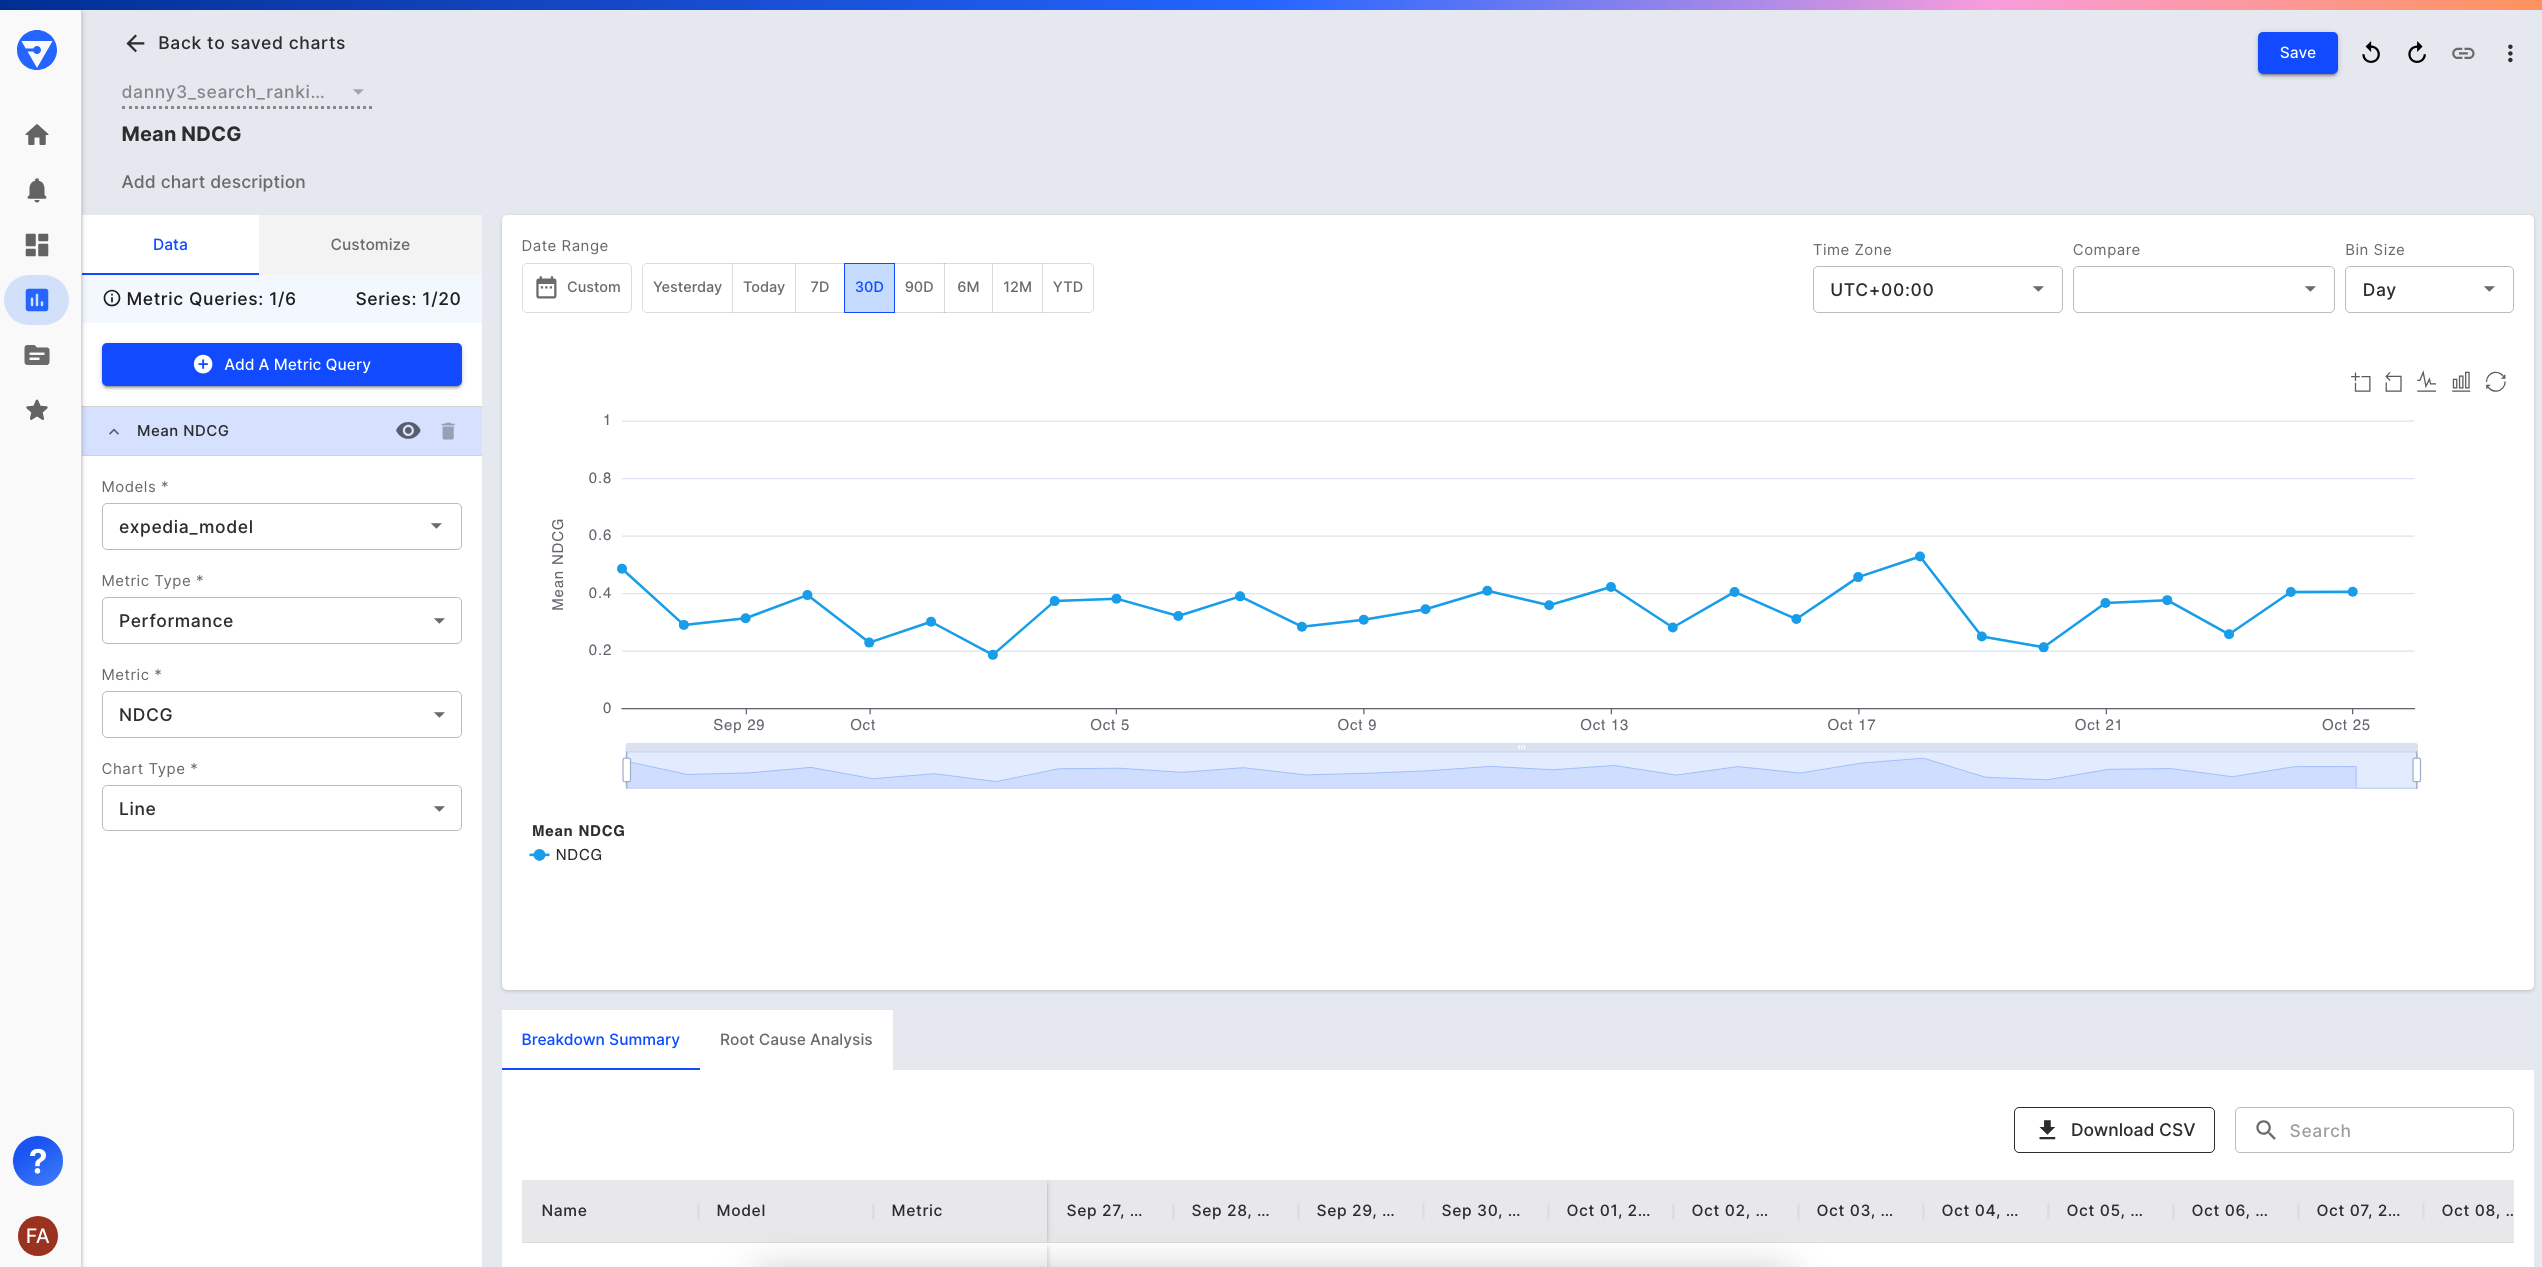 Back to saved charts
Save
danny3_search_ranki...
Mean NDCG
Add chart description
Data
Customize
Metric Queries: 1/6
Series: 1/20
Add A Metric Query
Mean NDCG
Models *
expedia_model
Metric Type *
Performance
Metric *
NDCG
Chart Type *
Line
?
FA
Date Range
Custom
Yesterday
Today
7D
30D
90D
6M
12M
YTD
Time Zone
UTC+00:00
Compare
Bin Size
Day
Mean NDCG
1
0.8
0.6
0.4
0.2
0
Sep 29
Oct
Oct 5
Oct 9
Oct 13
Oct 17
Oct 21
Oct 25
Mean NDCG
NDCG
Breakdown Summary
Root Cause Analysis
Download CSV
Search
Name
Model
Metric
Sep 27, ...
Sep 28, ...
Sep 29, ...
Sep 30, ...
Oct 01, 2...
Oct 02, ...
Oct 03, ...
Oct 04, ...
Oct 05, ...
Oct 06, ...
Oct 07, 2...
Oct 08, ..